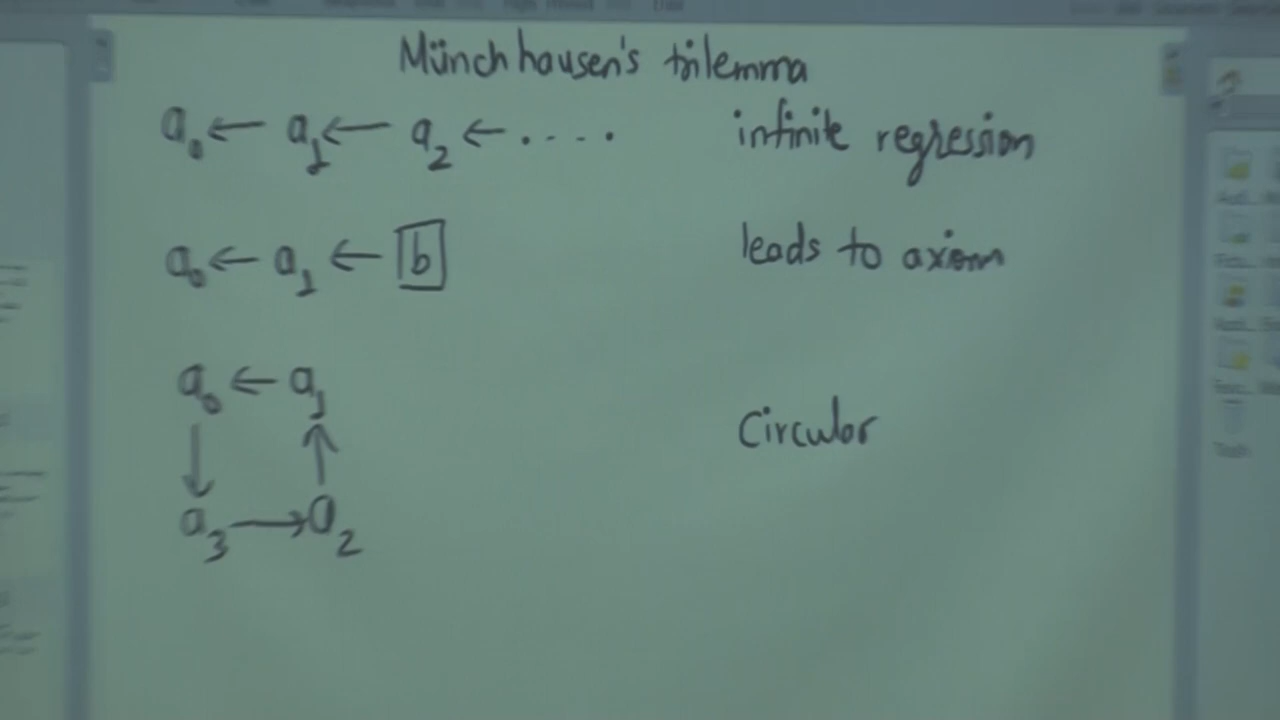 Münchhausen's trilemma
a₀ ← a₁ ← a₂ ← ..... infinite regression
a₀ ← a₁ ← b leads to axiom
a₀ ← a₁
↓ ↑ Circular
a₃ → a₂